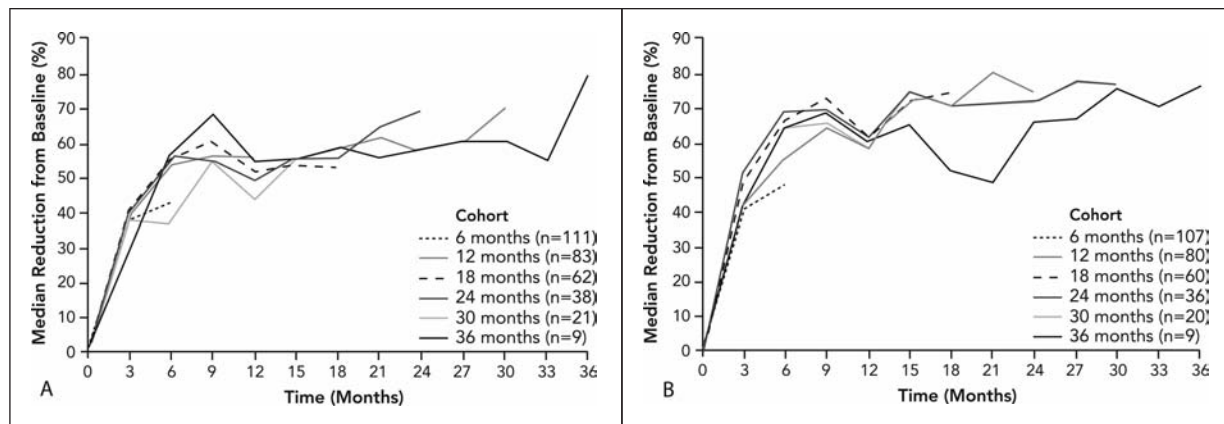 90
80
70
60
50
40
30
20
10
0
Median Reduction from Baseline (%)
Cohort
6 months (n=111)
12 months (n=83)
18 months (n=62)
24 months (n=38)
30 months (n=21)
36 months (n=9)
0 3 6 9 12 15 18 21 24 27 30 33 36
Time (Months)
A
90
80
70
60
50
40
30
20
10
0
Median Reduction from Baseline (%)
Cohort
6 months (n=107)
12 months (n=80)
18 months (n=60)
24 months (n=36)
30 months (n=20)
36 months (n=9)
0 3 6 9 12 15 18 21 24 27 30 33 36
Time (Months)
B